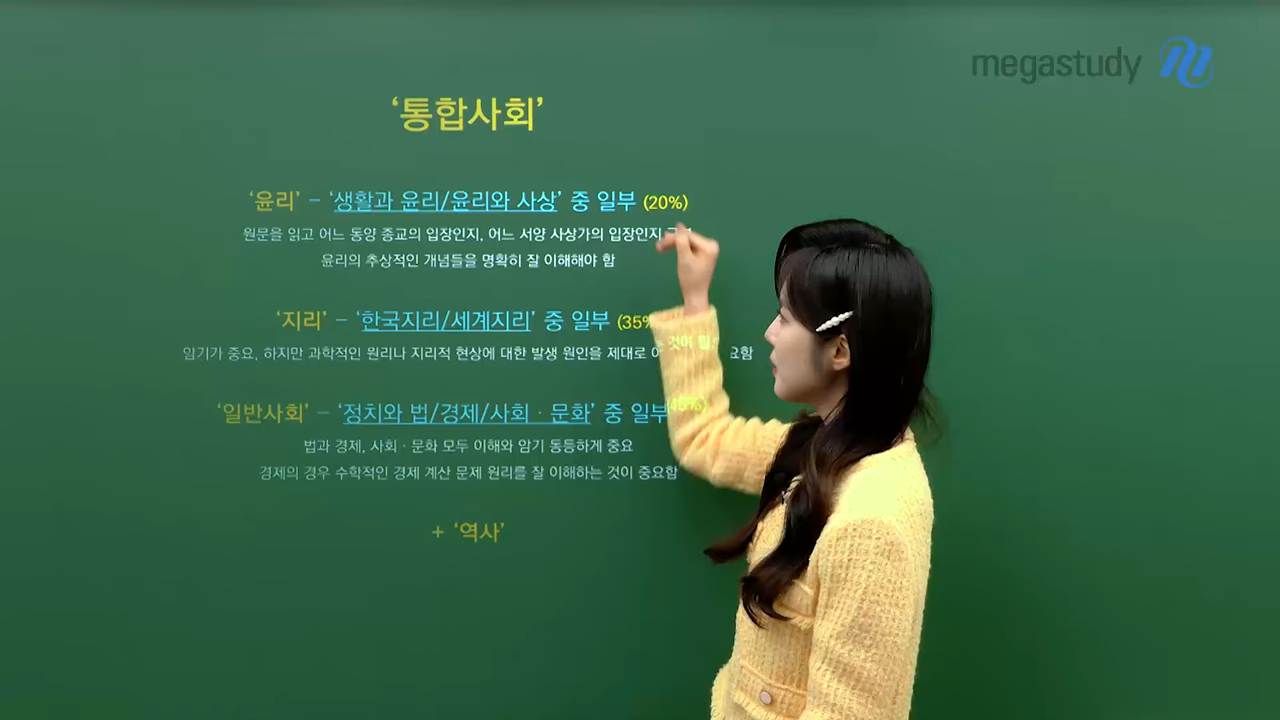 megastudy
‘통합사회’
‘윤리’ – ‘생활과 윤리/윤리와 사상’ 중 일부 (20%)
원문을 읽고 어느 동양 종교의 입장인지, 어느 서양 사상가의 입장인지
윤리의 추상적인 개념들을 명확히 잘 이해해야 함
‘지리’ – ‘한국지리/세계지리’ 중 일부 (35%
암기가 중요, 하지만 과학적인 원리나 지리적 현상에 대한 발생 원인을 제대로 는 것이 요함
‘일반사회’ – ‘정치와 법/경제/사회 · 문화’ 중 일부 (45%)
법과 경제, 사회 · 문화 모두 이해와 암기 동등하게 중요
경제의 경우 수학적인 경제 계산 문제 원리를 잘 이해하는 것이 중요함
+ ‘역사’